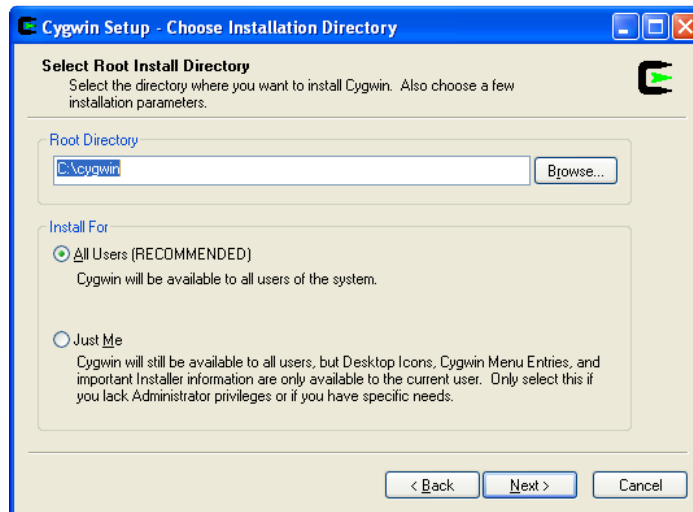 Cygwin Setup - Choose Installation Directory
Select Root Install Directory
Select the directory where you want to install Cygwin. Also choose a few
installation parameters.
Root Directory
C:\cygwin
Browse...
Install For
All Users (RECOMMENDED)
Cygwin will be available to all users of the system.
Just Me
Cygwin will still be available to all users, but Desktop Icons, Cygwin Menu Entries, and
important Installer information are only available to the current user. Only select this if
you lack Administrator privileges or if you have specific needs.
< Back
Next >
Cancel